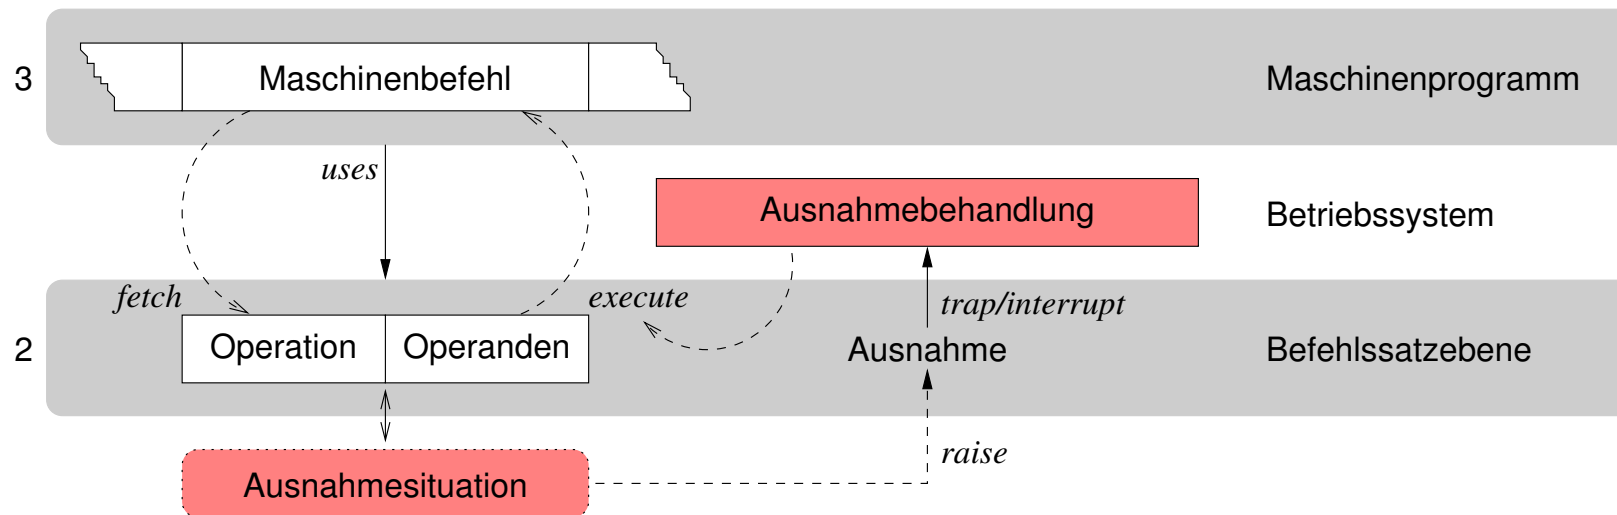 3
Maschinenbefehl
Maschinenprogramm
uses
Ausnahmebehandlung
Betriebssystem
fetch
execute
trap/interrupt
2
Operation
Operanden
Ausnahme
Befehlssatzebene
raise
Ausnahmesituation